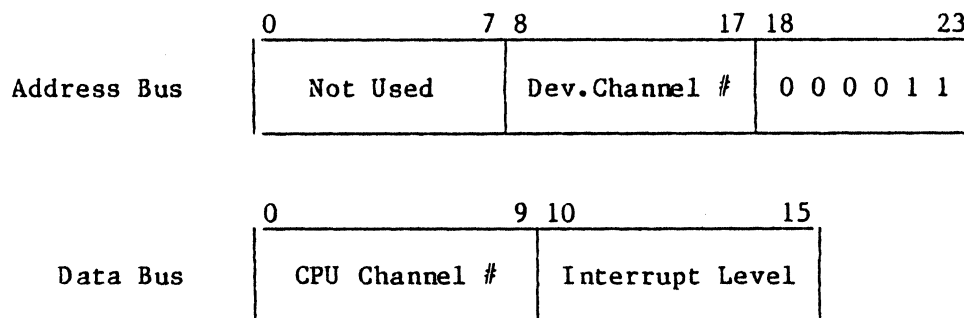 0 7 8 17 18 23
Address Bus Not Used Dev.Channel # 0 0 0 0 1 1
0 9 10 15
Data Bus CPU Channel # Interrupt Level